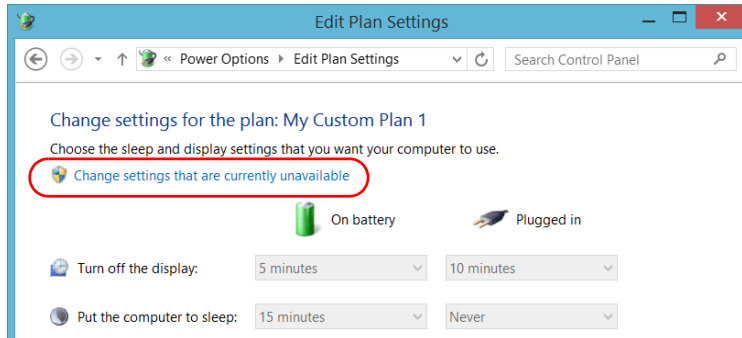 Edit Plan Settings
« Power Options Edit Plan Settings Search Control Panel
Change settings for the plan: My Custom Plan 1
Choose the sleep and display settings that you want your computer to use.
Change settings that are currently unavailable
On battery Plugged in
Turn off the display: 5 minutes 10 minutes
Put the computer to sleep: 15 minutes Never